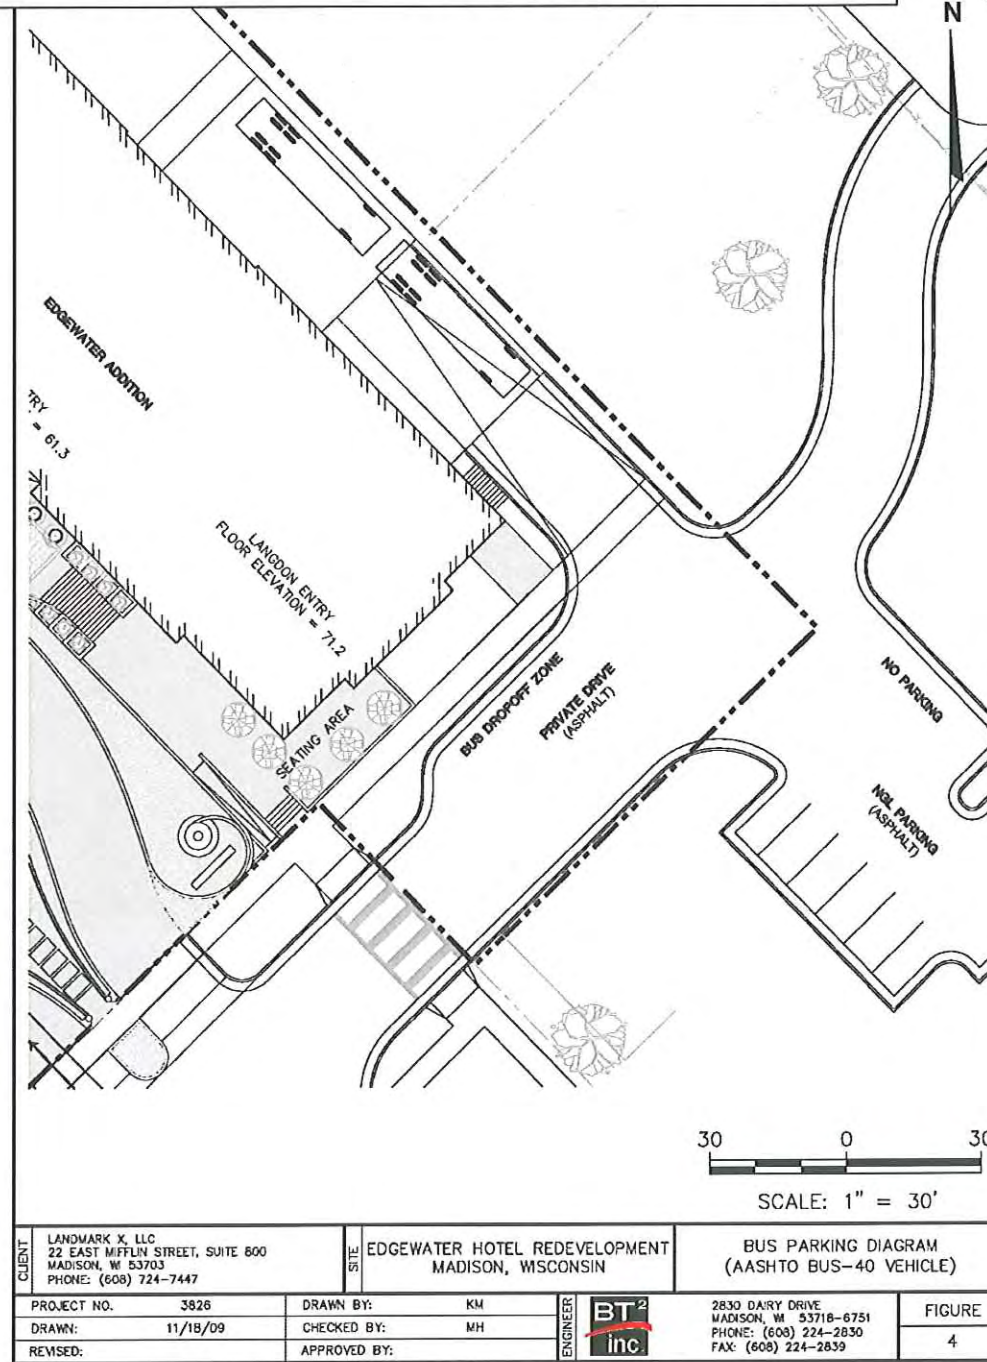 N
EDGEWATER ADDITION
= 61.3
LANGDON ENTRY
FLOOR ELEVATION = 71.2
SEATING AREA
BUS DROPOFF ZONE
PRIVATE DRIVE
(ASPHALT)
NO PARKING
NGL PARKING
(ASPHALT)
30 0 30
SCALE: 1" = 30'
CLIENT
LANDMARK X, LLC
22 EAST MIFFLIN STREET, SUITE 800
MADISON, WI 53703
PHONE: (608) 724-7447
SITE
EDGEWATER HOTEL REDEVELOPMENT
MADISON, WISCONSIN
BUS PARKING DIAGRAM
(AASHTO BUS-40 VEHICLE)
PROJECT NO. 3826
DRAWN: 11/18/09
REVISED:
DRAWN BY: KM
CHECKED BY: MH
APPROVED BY:
ENGINEER
BT²
inc.
2830 DAIRY DRIVE
MADISON, WI 53718-6751
PHONE: (608) 224-2830
FAX: (608) 224-2839
FIGURE
4